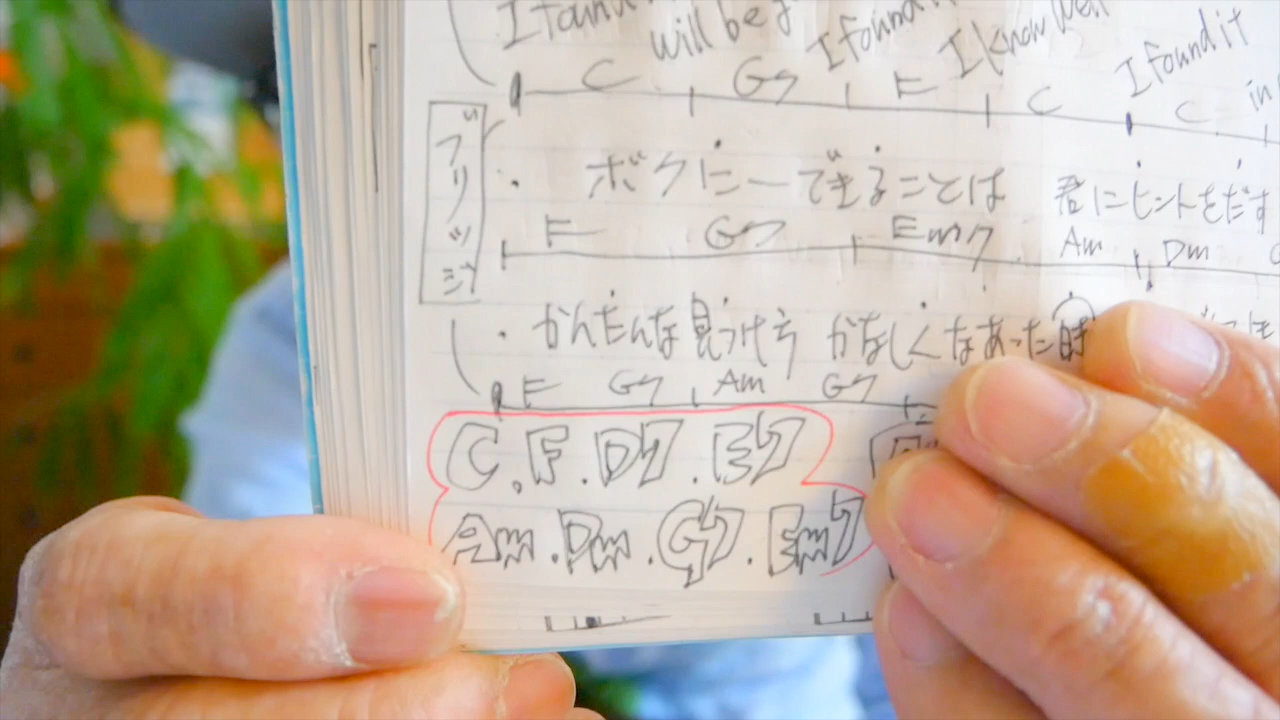 I found
will be
I found
I know well
I found it
in
C G7 F C C
ブリッジ
・ ボクにーできることは 君にヒントをだす
F G7 Em7 Am Dm
・ かんたんな見つけ方 かなしくなあった時
F G7 Am G7
C.F.D7.E7
Am.Dm.G7.Em7